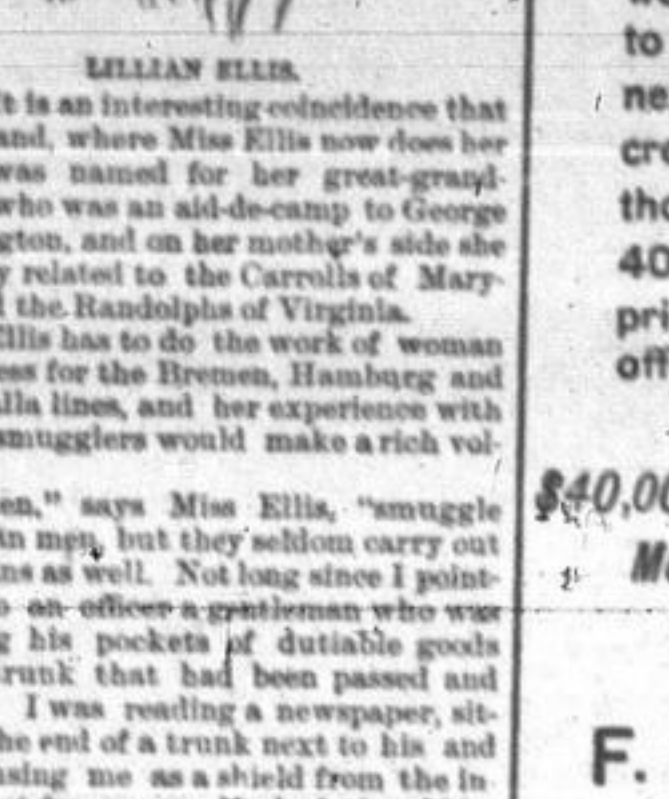 LILLIAN ELLIS.
t is an interesting coincidence that
and, where Miss Ellis now does her
was named for her great-grand-
who was an aid-de-camp to George
gton, and on her mother's side she
y related to the Carrolls of Mary-
the Randolphs of Virginia.
Ellis has to do the work of woman
ess for the Bremen, Hamburg and
lla lines, and her experience with
smugglers would make a rich vol-
en," says Miss Ellis, "smuggle
an men, but they seldom carry out
ns as well. Not long since I point-
o an officer a gentleman who was
g his pockets of dutiable goods
trunk that had been passed and
I was reading a newspaper, sit-
he end of a trunk next to his and
using me as a shield from the in-
to
ne
cre
tho
40
pri
off
$40,00
F.